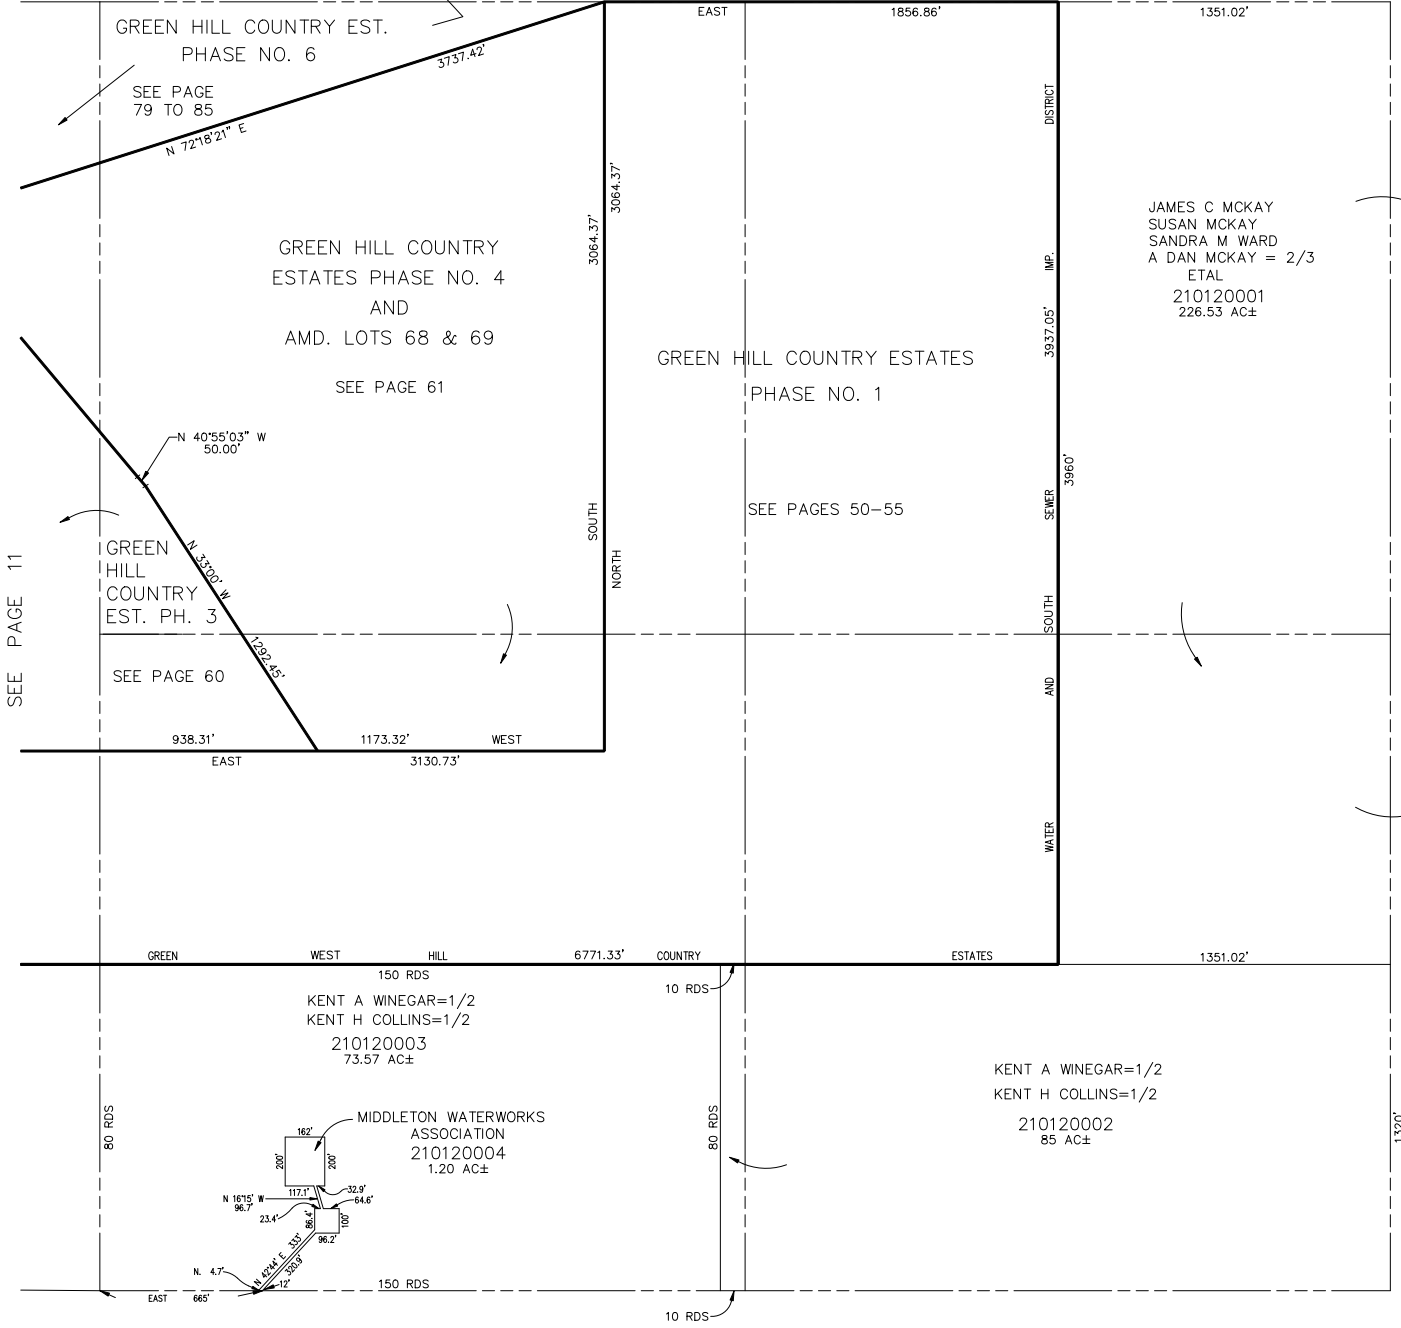 EAST
1856.86'
1351.02'
GREEN HILL COUNTRY EST.
PHASE NO. 6
SEE PAGE
79 TO 85
3737.42'
N 72°18'21" E
DISTRICT
3064.37'
3064.37'
JAMES C MCKAY
SUSAN MCKAY
SANDRA M WARD
A DAN MCKAY = 2/3
ETAL
210120001
226.53 AC±
GREEN HILL COUNTRY
ESTATES PHASE NO. 4
AND
AMD. LOTS 68 & 69
SEE PAGE 61
IMP.
3937.05'
GREEN HILL COUNTRY ESTATES
PHASE NO. 1
SEE PAGES 50-55
N 40°55'03" W
50.00'
3960'
SEWER
SOUTH
NORTH
SEE PAGE 11
GREEN
HILL
COUNTRY
EST. PH. 3
N 33°00' W
1292.45'
SOUTH
SEE PAGE 60
AND
938.31'
1173.32'
WEST
EAST
3130.73'
WATER
GREEN
WEST
HILL
6771.33'
COUNTRY
ESTATES
1351.02'
150 RDS
10 RDS
KENT A WINEGAR=1/2
KENT H COLLINS=1/2
210120003
73.57 AC±
KENT A WINEGAR=1/2
KENT H COLLINS=1/2
210120002
85 AC±
80 RDS
80 RDS
1320'
MIDDLETON WATERWORKS
ASSOCIATION
210120004
1.20 AC±
162'
200'
200'
117.1'
32.9'
N 16°15' W
96.7'
64.6'
23.4'
86.4'
100'
96.2'
N 42°44' E 333'
320.9'
N. 4.7'
12'
150 RDS
EAST 665'
10 RDS